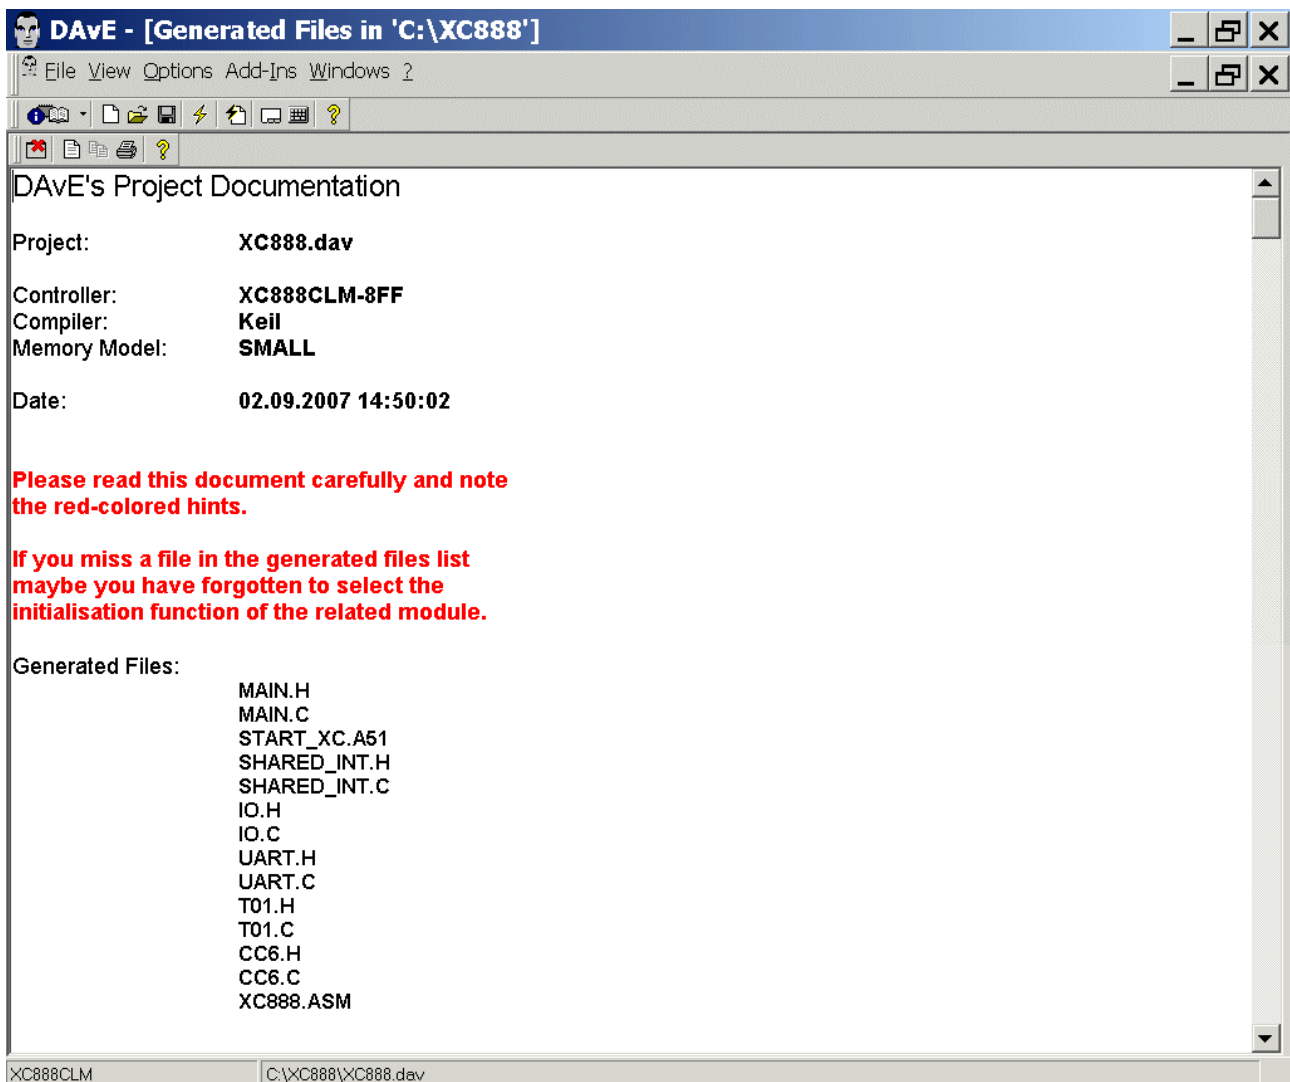 DAvE - [Generated Files in 'C:\XC888']
File View Options Add-Ins Windows ?
DAvE's Project Documentation
Project: XC888.dav
Controller: XC888CLM-8FF
Compiler: Keil
Memory Model: SMALL
Date: 02.09.2007 14:50:02
Please read this document carefully and note
the red-colored hints.
If you miss a file in the generated files list
maybe you have forgotten to select the
initialisation function of the related module.
Generated Files:
MAIN.H
MAIN.C
START_XC.A51
SHARED_INT.H
SHARED_INT.C
IO.H
IO.C
UART.H
UART.C
T01.H
T01.C
CC6.H
CC6.C
XC888.ASM
XC888CLM C:\XC888\XC888.dav